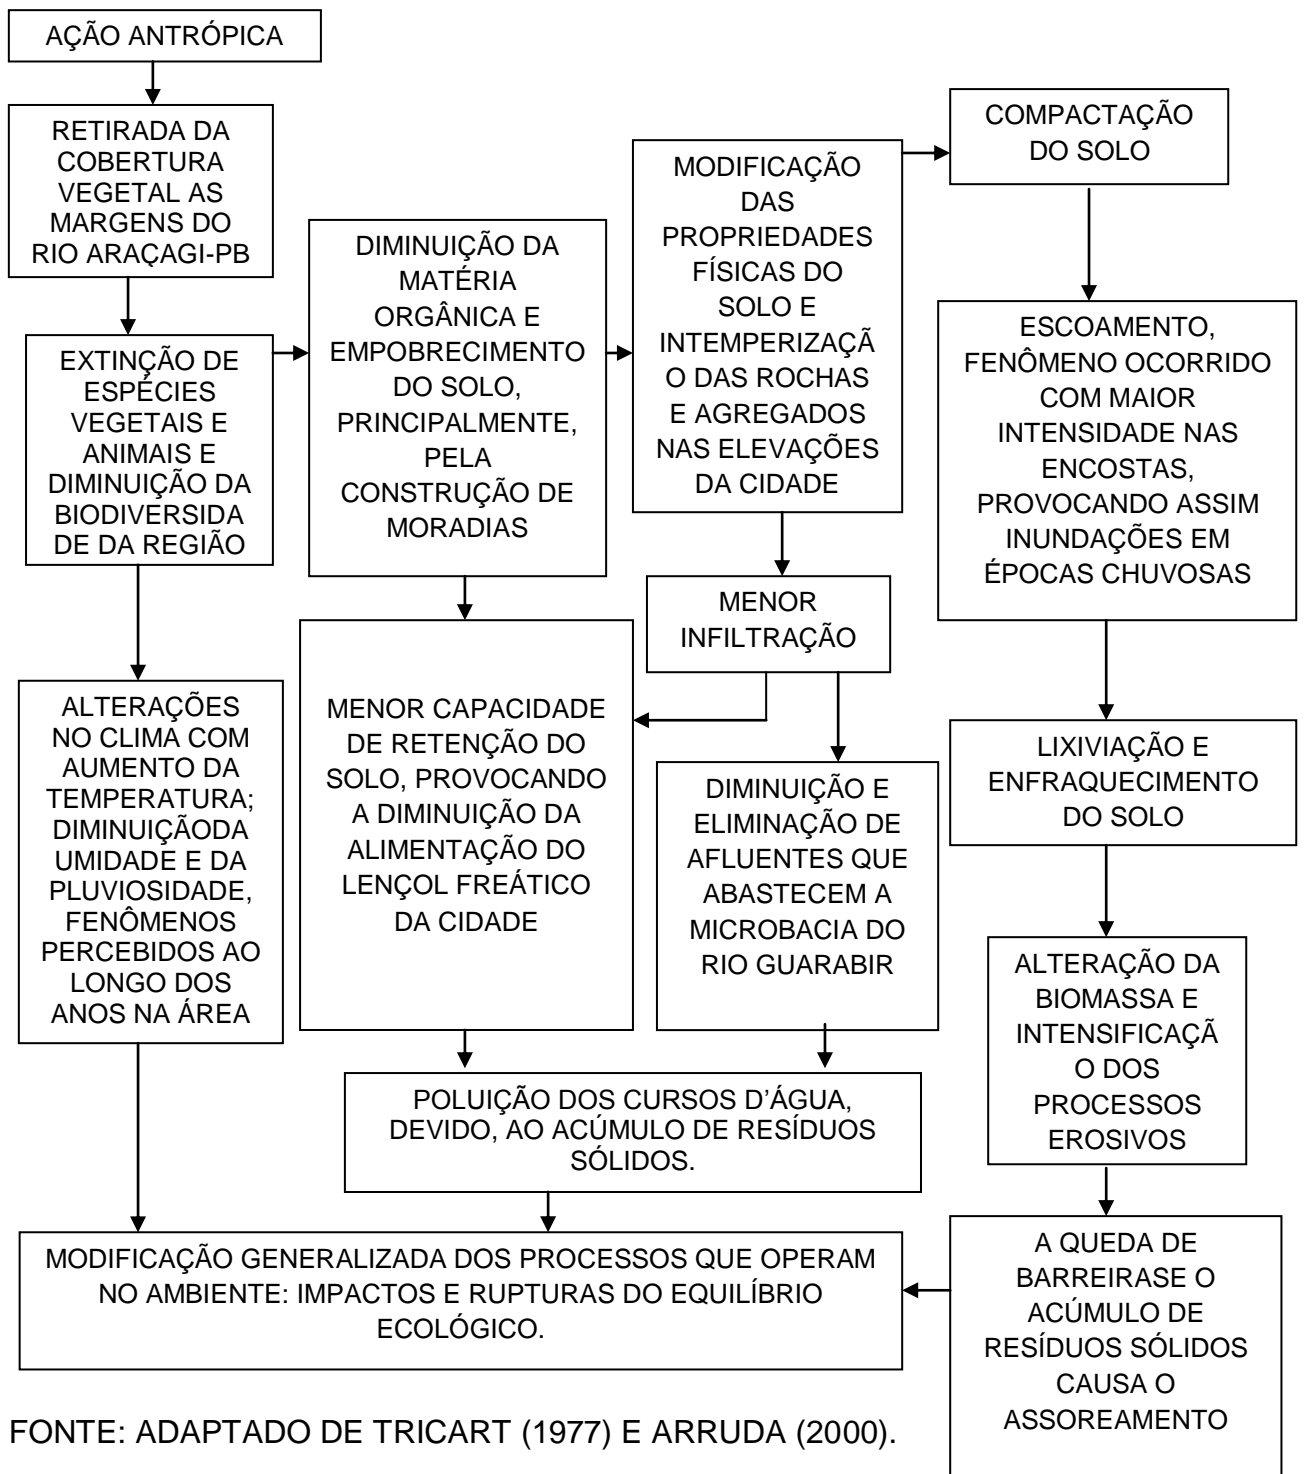 AÇÃO ANTRÓPICA
RETIRADA DA
COBERTURA
VEGETAL AS
MARGENS DO
RIO ARAÇAGI-PB
EXTINÇÃO DE
ESPÉCIES
VEGETAIS E
ANIMAIS E
DIMINUIÇÃO DA
BIODIVERSIDA
DE DA REGIÃO
ALTERAÇÕES
NO CLIMA COM
AUMENTO DA
TEMPERATURA;
DIMINUIÇÃODA
UMIDADE E DA
PLUVIOSIDADE,
FENÔMENOS
PERCEBIDOS AO
LONGO DOS
ANOS NA ÁREA
DIMINUIÇÃO DA
MATÉRIA
ORGÂNICA E
EMPOBRECIMENTO
DO SOLO,
PRINCIPALMENTE,
PELA
CONSTRUÇÃO DE
MORADIAS
MENOR CAPACIDADE
DE RETENÇÃO DO
SOLO, PROVOCANDO
A DIMINUIÇÃO DA
ALIMENTAÇÃO DO
LENÇOL FREÁTICO
DA CIDADE
MODIFICAÇÃO
DAS
PROPRIEDADES
FÍSICAS DO
SOLO E
INTEMPERIZAÇÃ
O DAS ROCHAS
E AGREGADOS
NAS ELEVAÇÕES
DA CIDADE
MENOR
INFILTRAÇÃO
DIMINUIÇÃO E
ELIMINAÇÃO DE
AFLUENTES QUE
ABASTECEM A
MICROBACIA DO
RIO GUARABIR
COMPACTAÇÃO
DO SOLO
ESCOAMENTO,
FENÔMENO OCORRIDO
COM MAIOR
INTENSIDADE NAS
ENCOSTAS,
PROVOCANDO ASSIM
INUNDAÇÕES EM
ÉPOCAS CHUVOSAS
LIXIVIAÇÃO E
ENFRAQUECIMENTO
DO SOLO
ALTERAÇÃO DA
BIOMASSA E
INTENSIFICAÇÃ
O DOS
PROCESSOS
EROSIVOS
A QUEDA DE
BARREIRASE O
ACÚMULO DE
RESÍDUOS SÓLIDOS
CAUSA O
ASSOREAMENTO
POLUIÇÃO DOS CURSOS D’ÁGUA,
DEVIDO, AO ACÚMULO DE RESÍDUOS
SÓLIDOS.
MODIFICAÇÃO GENERALIZADA DOS PROCESSOS QUE OPERAM
NO AMBIENTE: IMPACTOS E RUPTURAS DO EQUILÍBRIO
ECOLÓGICO.
FONTE: ADAPTADO DE TRICART (1977) E ARRUDA (2000).